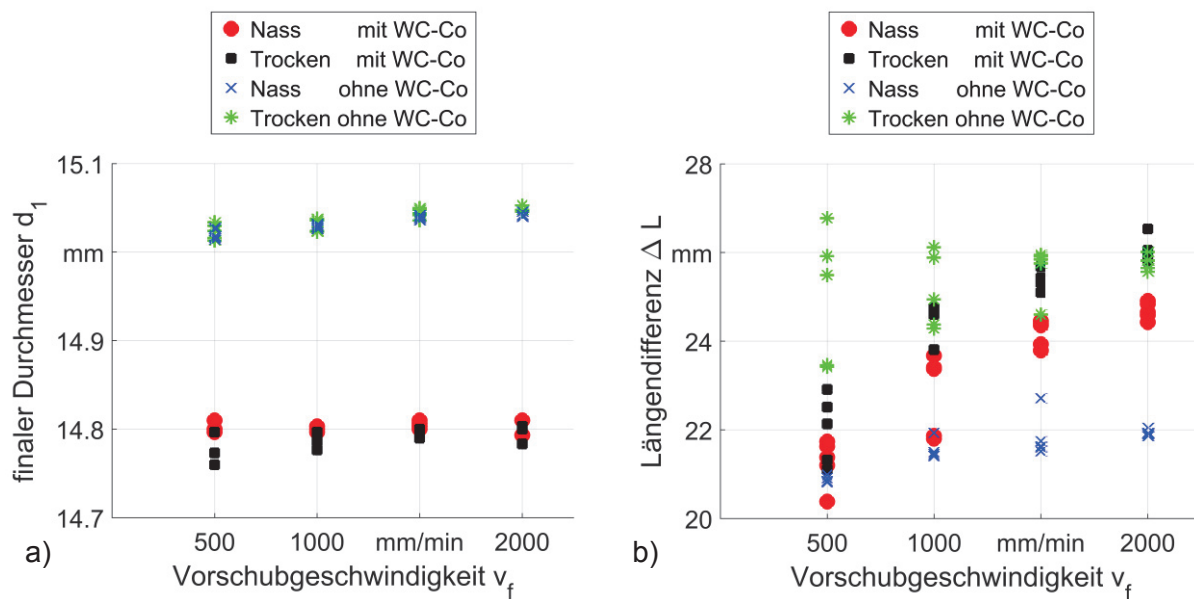 Nass mit WC-Co
Trocken mit WC-Co
Nass ohne WC-Co
Trocken ohne WC-Co
finaler Durchmesser d1
15.1
mm
14.9
14.8
14.7
500 1000 mm/min 2000
Vorschubgeschwindigkeit vf
a)
Nass mit WC-Co
Trocken mit WC-Co
Nass ohne WC-Co
Trocken ohne WC-Co
Längendifferenz Δ L
28
mm
24
22
20
500 1000 mm/min 2000
Vorschubgeschwindigkeit vf
b)